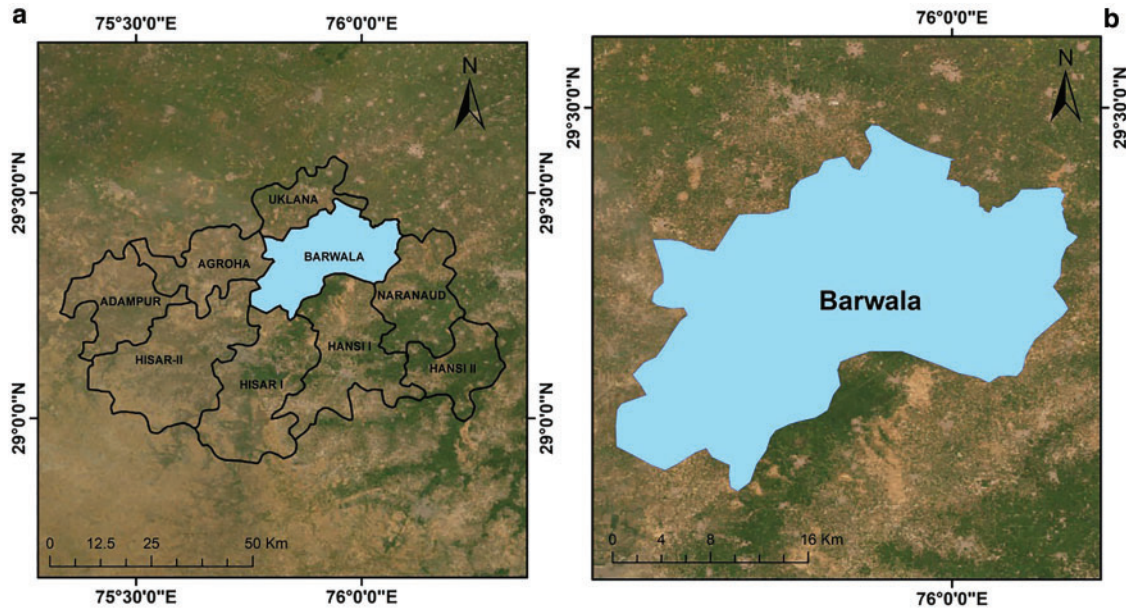 a
75°30'0"E 76°0'0"E
N
29°30'0"N
29°30'0"N
UKLANA
BARWALA
AGROHA
ADAMPUR
NARANAUD
HISAR-II
HANSI I
HISAR I
HANSI II
29°0'0"N
29°0'0"N
0 12.5 25 50 Km
75°30'0"E 76°0'0"E
b
76°0'0"E
N
29°30'0"N
29°30'0"N
Barwala
0 4 8 16 Km
76°0'0"E